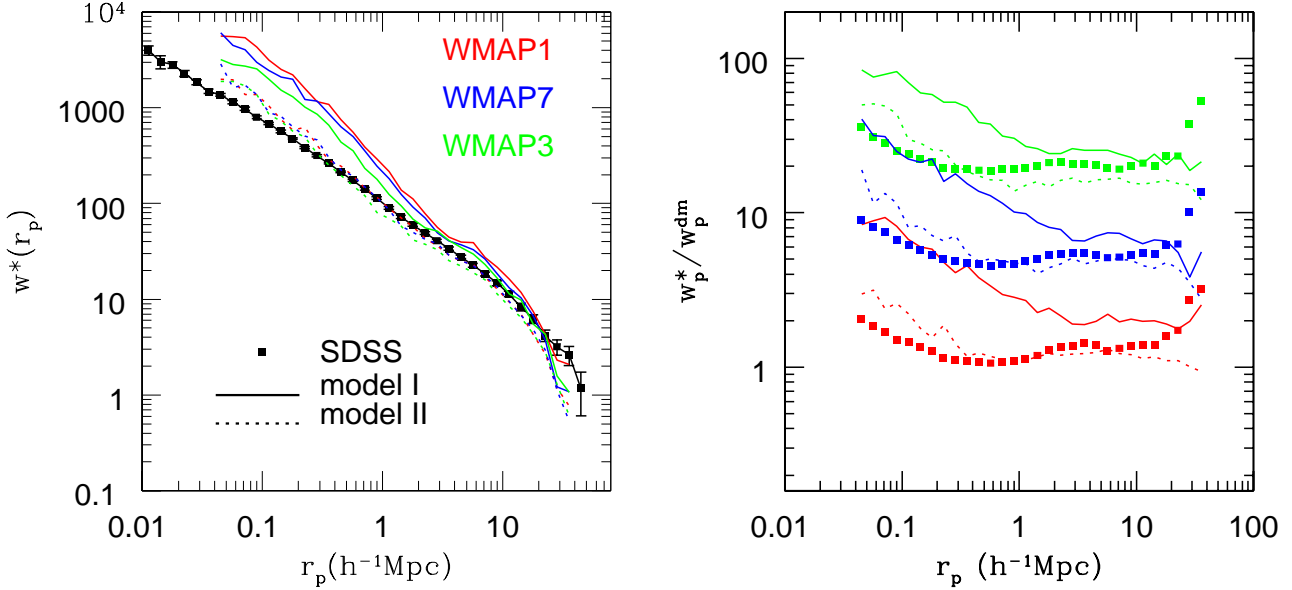 10⁴
1000
100
10
1
0.1
w*(r_p)
WMAP1
WMAP7
WMAP3
SDSS
model I
model II
0.01
0.1
1
10
r_p(h⁻¹Mpc)
100
10
1
w_p*/w_p^dm
0.01
0.1
1
10
100
r_p (h⁻¹Mpc)